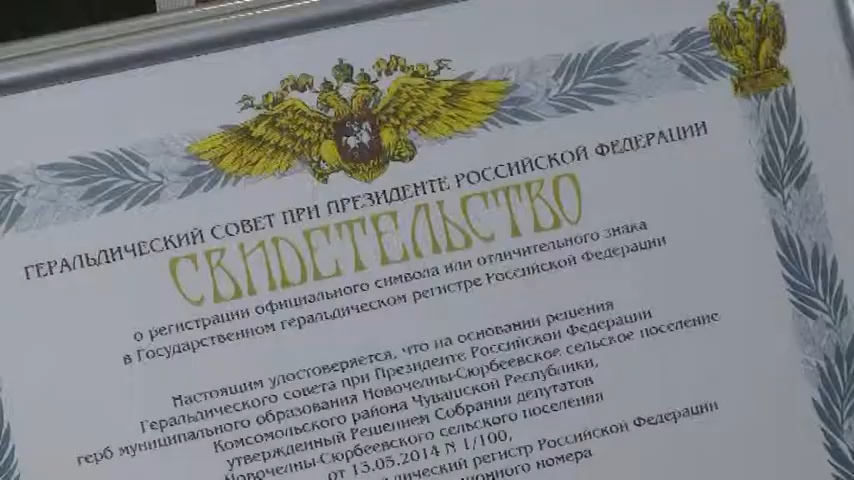 ГЕРАЛЬДИЧЕСКИЙ СОВЕТ ПРИ ПРЕЗИДЕНТЕ РОССИЙСКОЙ ФЕДЕРАЦИИ
СВИДЕТЕЛЬСТВО
о регистрации официального символа или отличительного знака
в Государственном геральдическом регистре Российской Федерации
Настоящим удостоверяется, что на основании решения
Геральдического совета при Президенте Российской Федерации
герб муниципального образования Новочелны-Сюрбеевское сельское поселение
Комсомольского района Чувашской Республики,
утвержденный Решением Собрания депутатов
Новочелны-Сюрбеевского сельского поселения
от 13.05.2014 N 1/100,
регистр Российской Федерации
номера